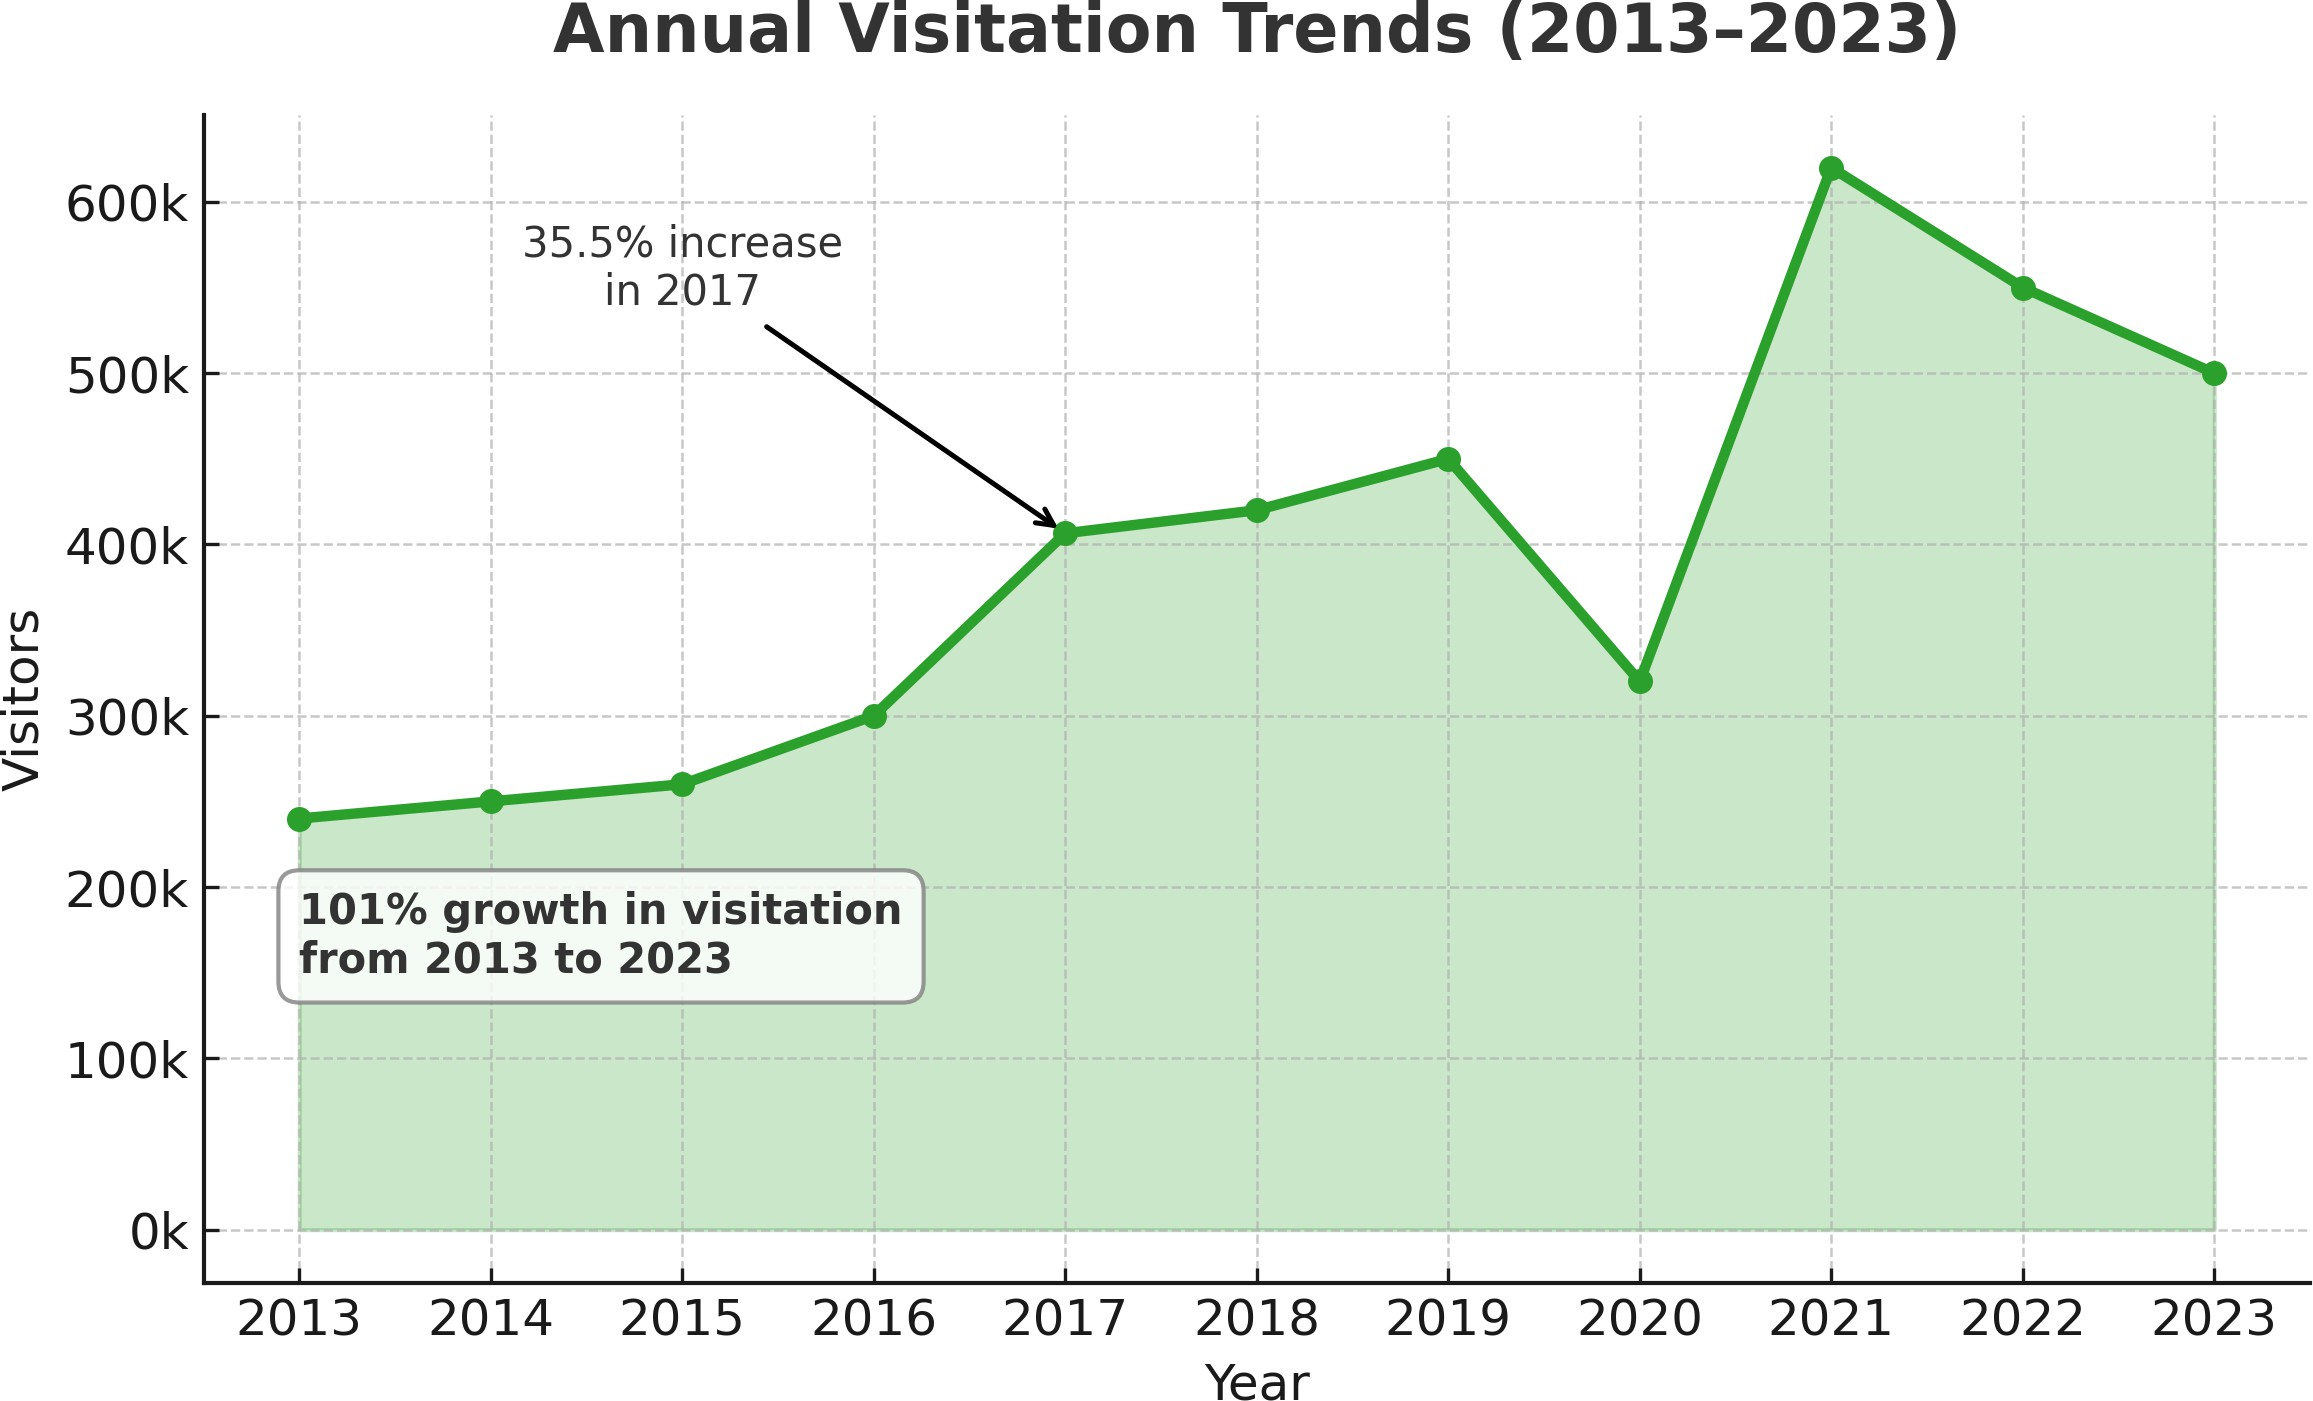 Annual Visitation Trends (2013–2023)
600k
500k
400k
300k
200k
100k
0k
Visitors
35.5% increase
in 2017
101% growth in visitation
from 2013 to 2023
2013 2014 2015 2016 2017 2018 2019 2020 2021 2022 2023
Year